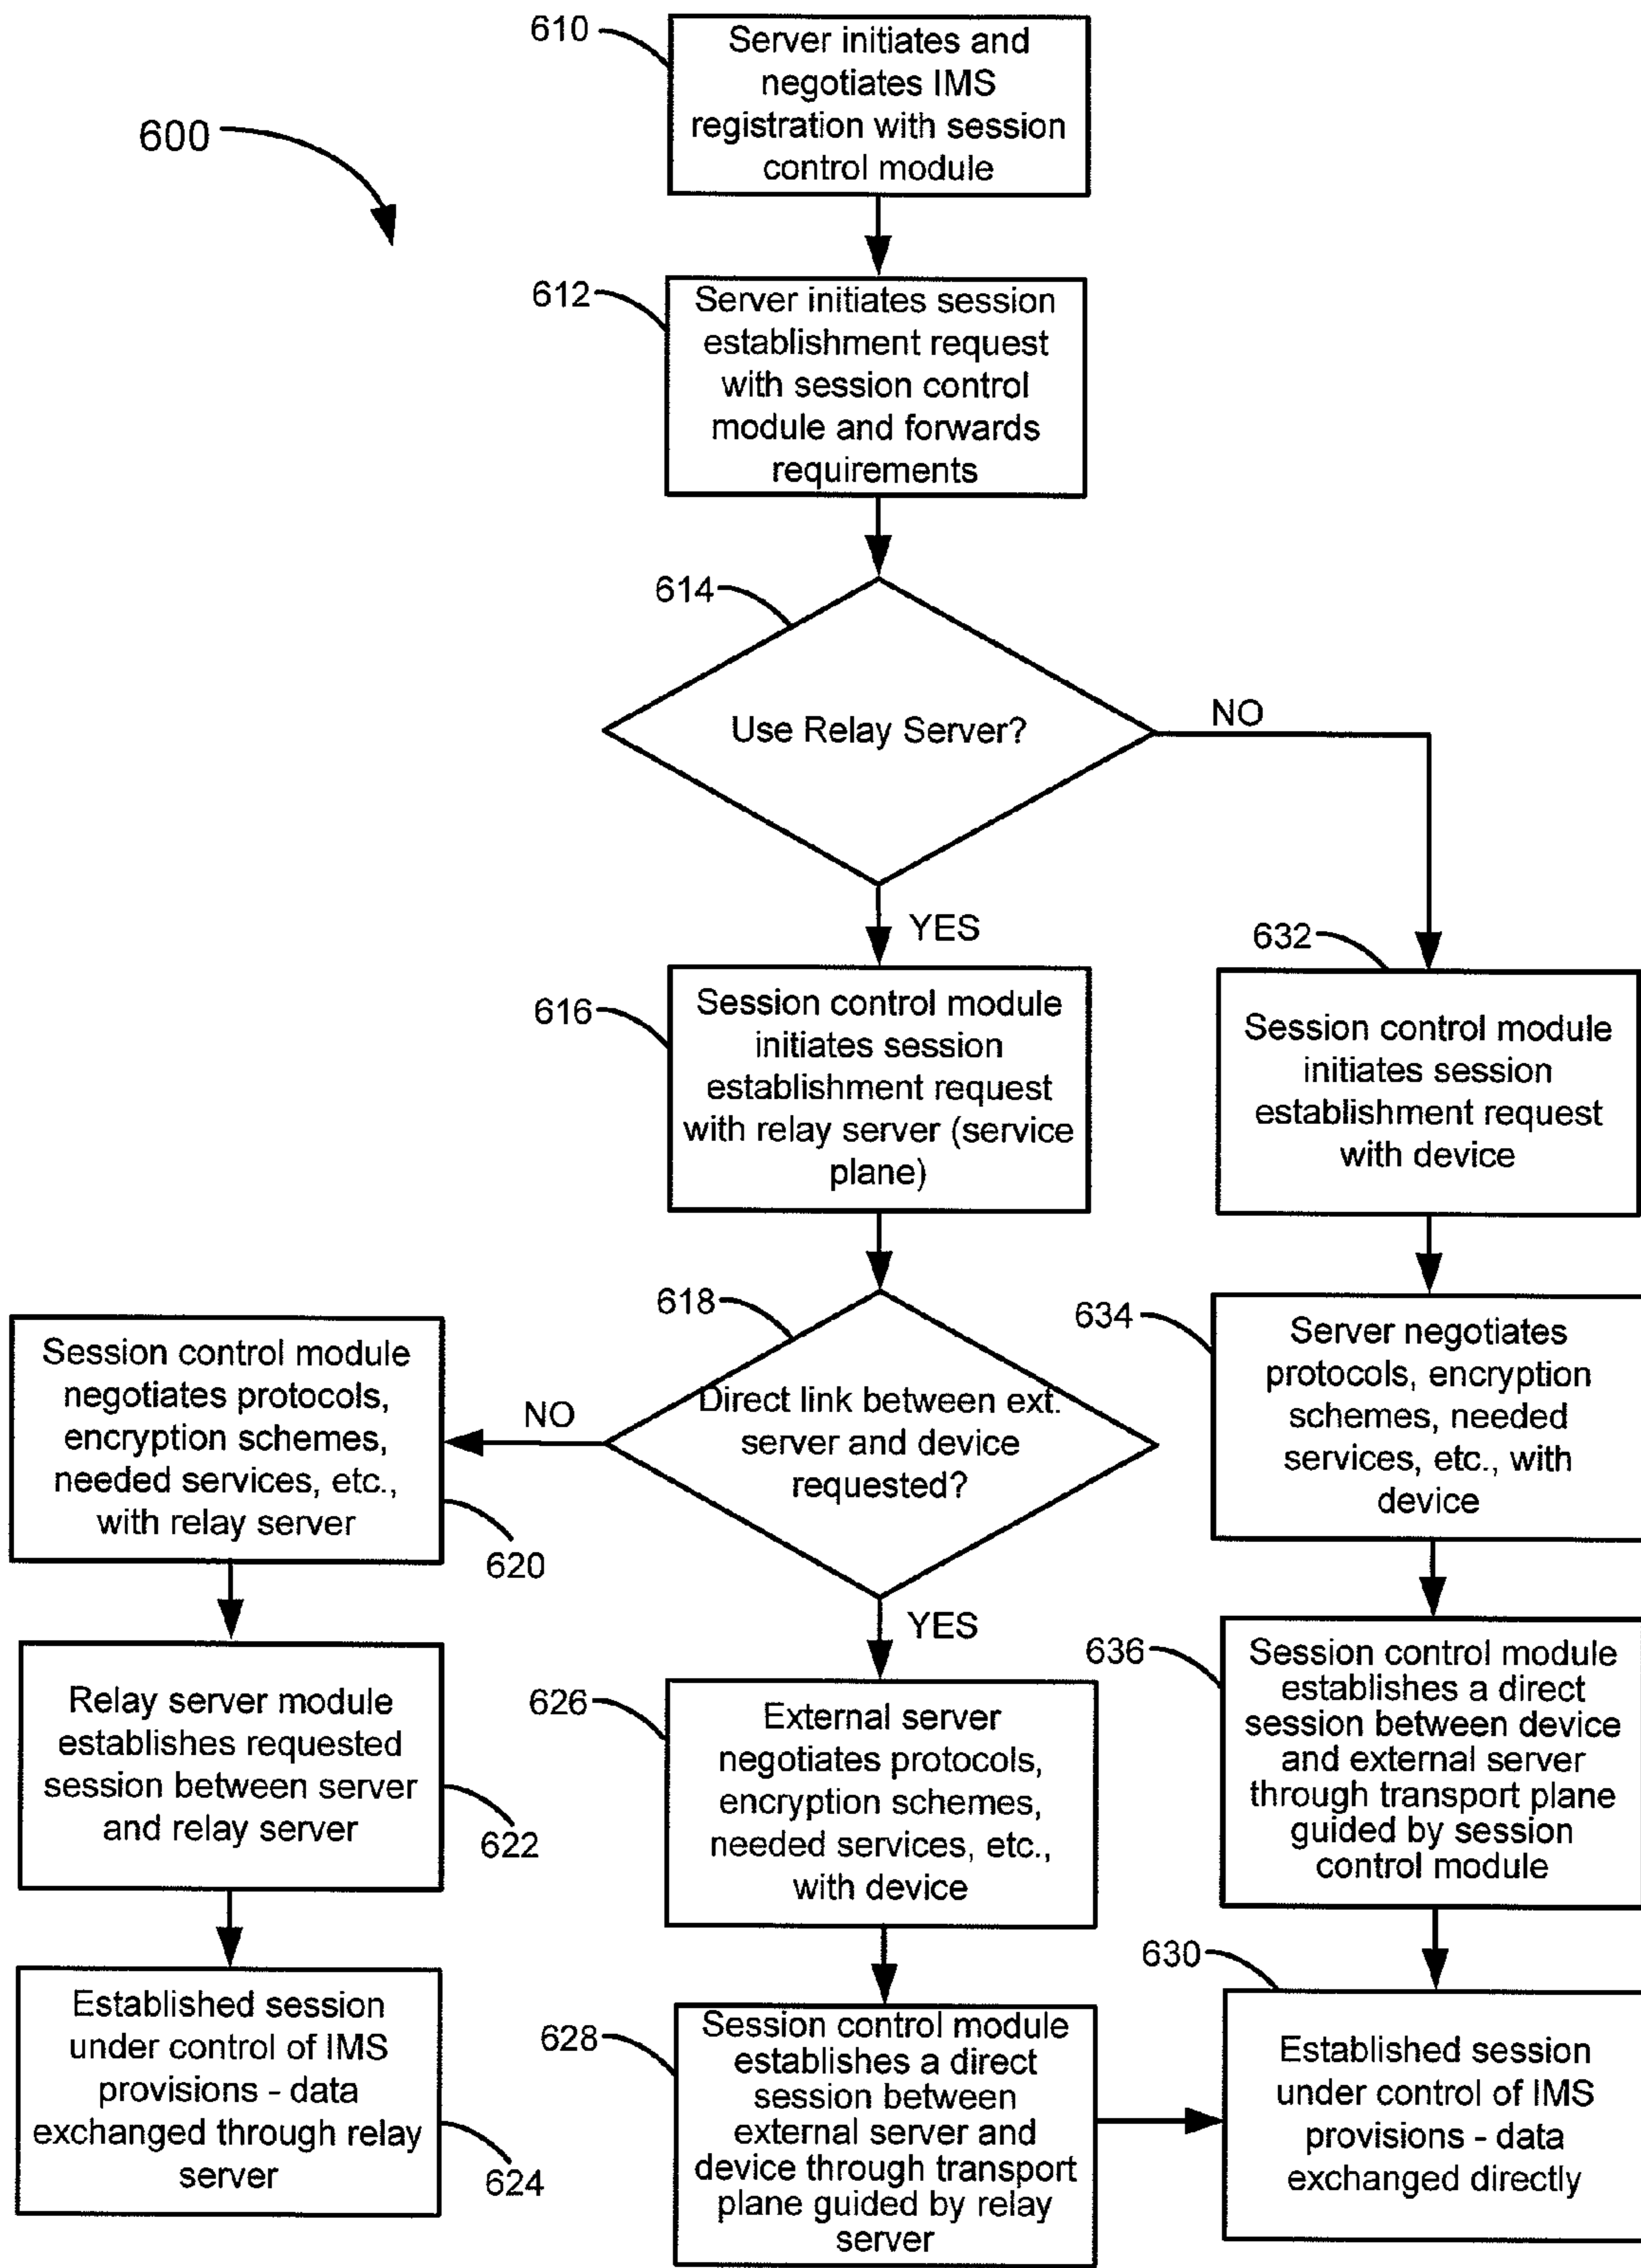 610
Server initiates and
negotiates IMS
registration with session
control module
600
612
Server initiates session
establishment request
with session control
module and forwards
requirements
614
Use Relay Server?
NO
YES
616
Session control module
initiates session
establishment request
with relay server (service
plane)
632
Session control module
initiates session
establishment request
with device
618
Direct link between ext.
server and device
requested?
NO
YES
Session control module
negotiates protocols,
encryption schemes,
needed services, etc.,
with relay server
620
634
Server negotiates
protocols, encryption
schemes, needed
services, etc., with
device
Relay server module
establishes requested
session between server
and relay server
622
626
External server
negotiates protocols,
encryption schemes,
needed services, etc.,
with device
636
Session control module
establishes a direct
session between device
and external server
through transport plane
guided by session
control module
Established session
under control of IMS
provisions - data
exchanged through relay
server
624
628
Session control module
establishes a direct
session between
external server and
device through transport
plane guided by relay
server
630
Established session
under control of IMS
provisions - data
exchanged directly